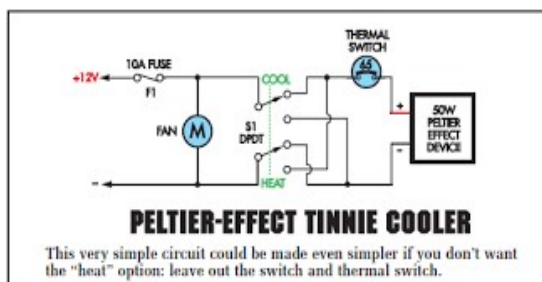 THERMAL
SWITCH
10A FUSE
65
+12V
COOL
F1
+
50W
PELTIER
EFFECT
DEVICE
FAN
M
S1
DPDT
–
–
HEAT
PELTIER-EFFECT TINNIE COOLER
This very simple circuit could be made even simpler if you don't want
the "heat" option: leave out the switch and thermal switch.